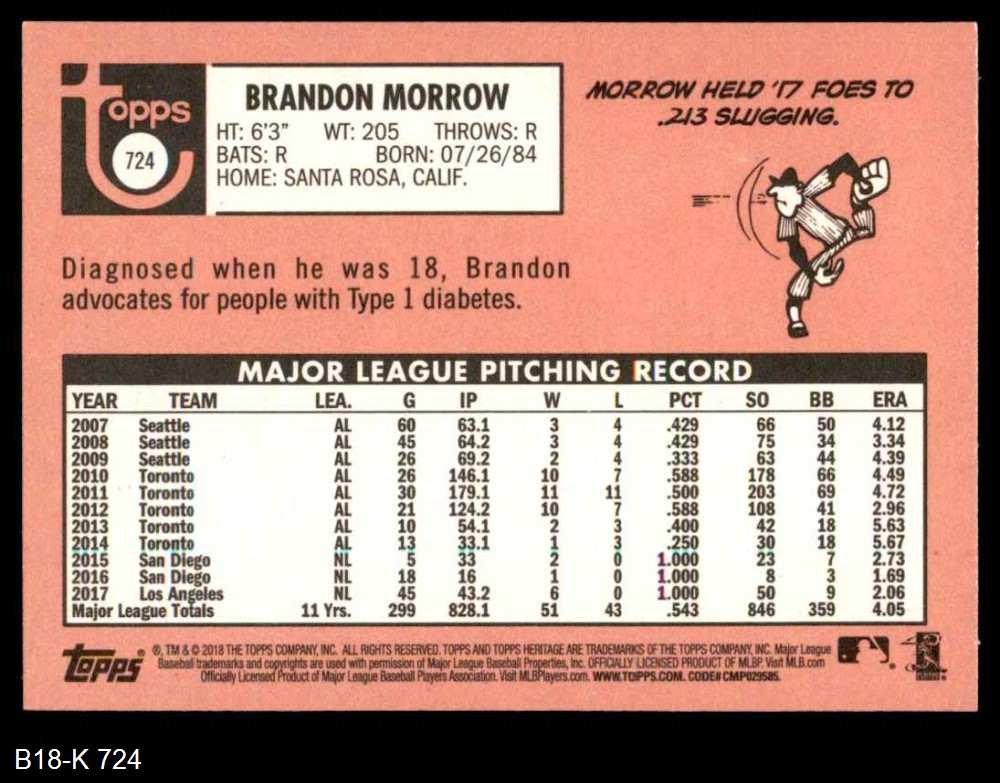 topps
724
BRANDON MORROW
HT: 6'3" WT: 205 THROWS: R
BATS: R BORN: 07/26/84
HOME: SANTA ROSA, CALIF.
MORROW HELD '17 FOES TO
.213 SLUGGING.
Diagnosed when he was 18, Brandon
advocates for people with Type 1 diabetes.
MAJOR LEAGUE PITCHING RECORD
YEAR TEAM LEA. G IP W L PCT SO BB ERA
2007 Seattle AL 60 63.1 3 4 .429 66 50 4.12
2008 Seattle AL 45 64.2 3 4 .429 75 34 3.34
2009 Seattle AL 26 69.2 2 4 .333 63 44 4.39
2010 Toronto AL 26 146.1 10 7 .588 178 66 4.49
2011 Toronto AL 30 179.1 11 11 .500 203 69 4.72
2012 Toronto AL 21 124.2 10 7 .588 108 41 2.96
2013 Toronto AL 10 54.1 2 3 .400 42 18 5.63
2014 Toronto AL 13 33.1 1 3 .250 30 18 5.67
2015 San Diego NL 5 33 2 0 1.000 23 7 2.73
2016 San Diego NL 18 16 1 0 1.000 8 3 1.69
2017 Los Angeles NL 45 43.2 6 0 1.000 50 9 2.06
Major League Totals 11 Yrs. 299 828.1 51 43 .543 846 359 4.05
topps ®, TM & © 2018 THE TOPPS COMPANY, INC. ALL RIGHTS RESERVED. TOPPS AND TOPPS HERITAGE ARE TRADEMARKS OF THE TOPPS COMPANY, INC. Major League
Baseball trademarks and copyrights are used with permission of Major League Baseball Properties, Inc. OFFICIALLY LICENSED PRODUCT OF MLBP. Visit MLB.com
Officially Licensed Product of Major League Baseball Players Association. Visit MLBPlayers.com. WWW.TOPPS.COM. CODE# CMP029585.
B18-K 724